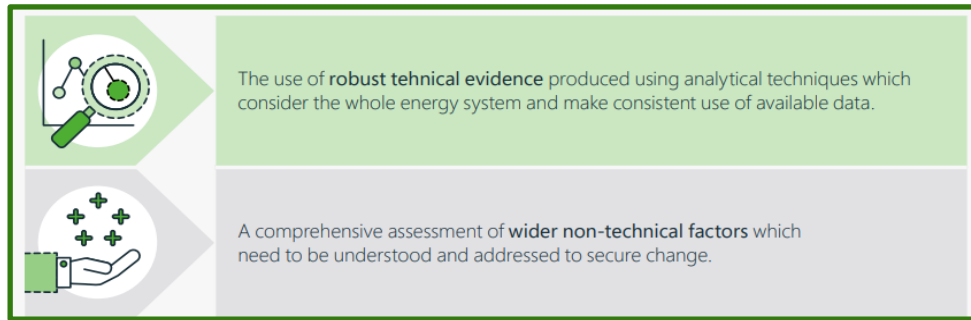 The use of robust tehnical evidence produced using analytical techniques which
consider the whole energy system and make consistent use of available data.
A comprehensive assessment of wider non-technical factors which
need to be understood and addressed to secure change.